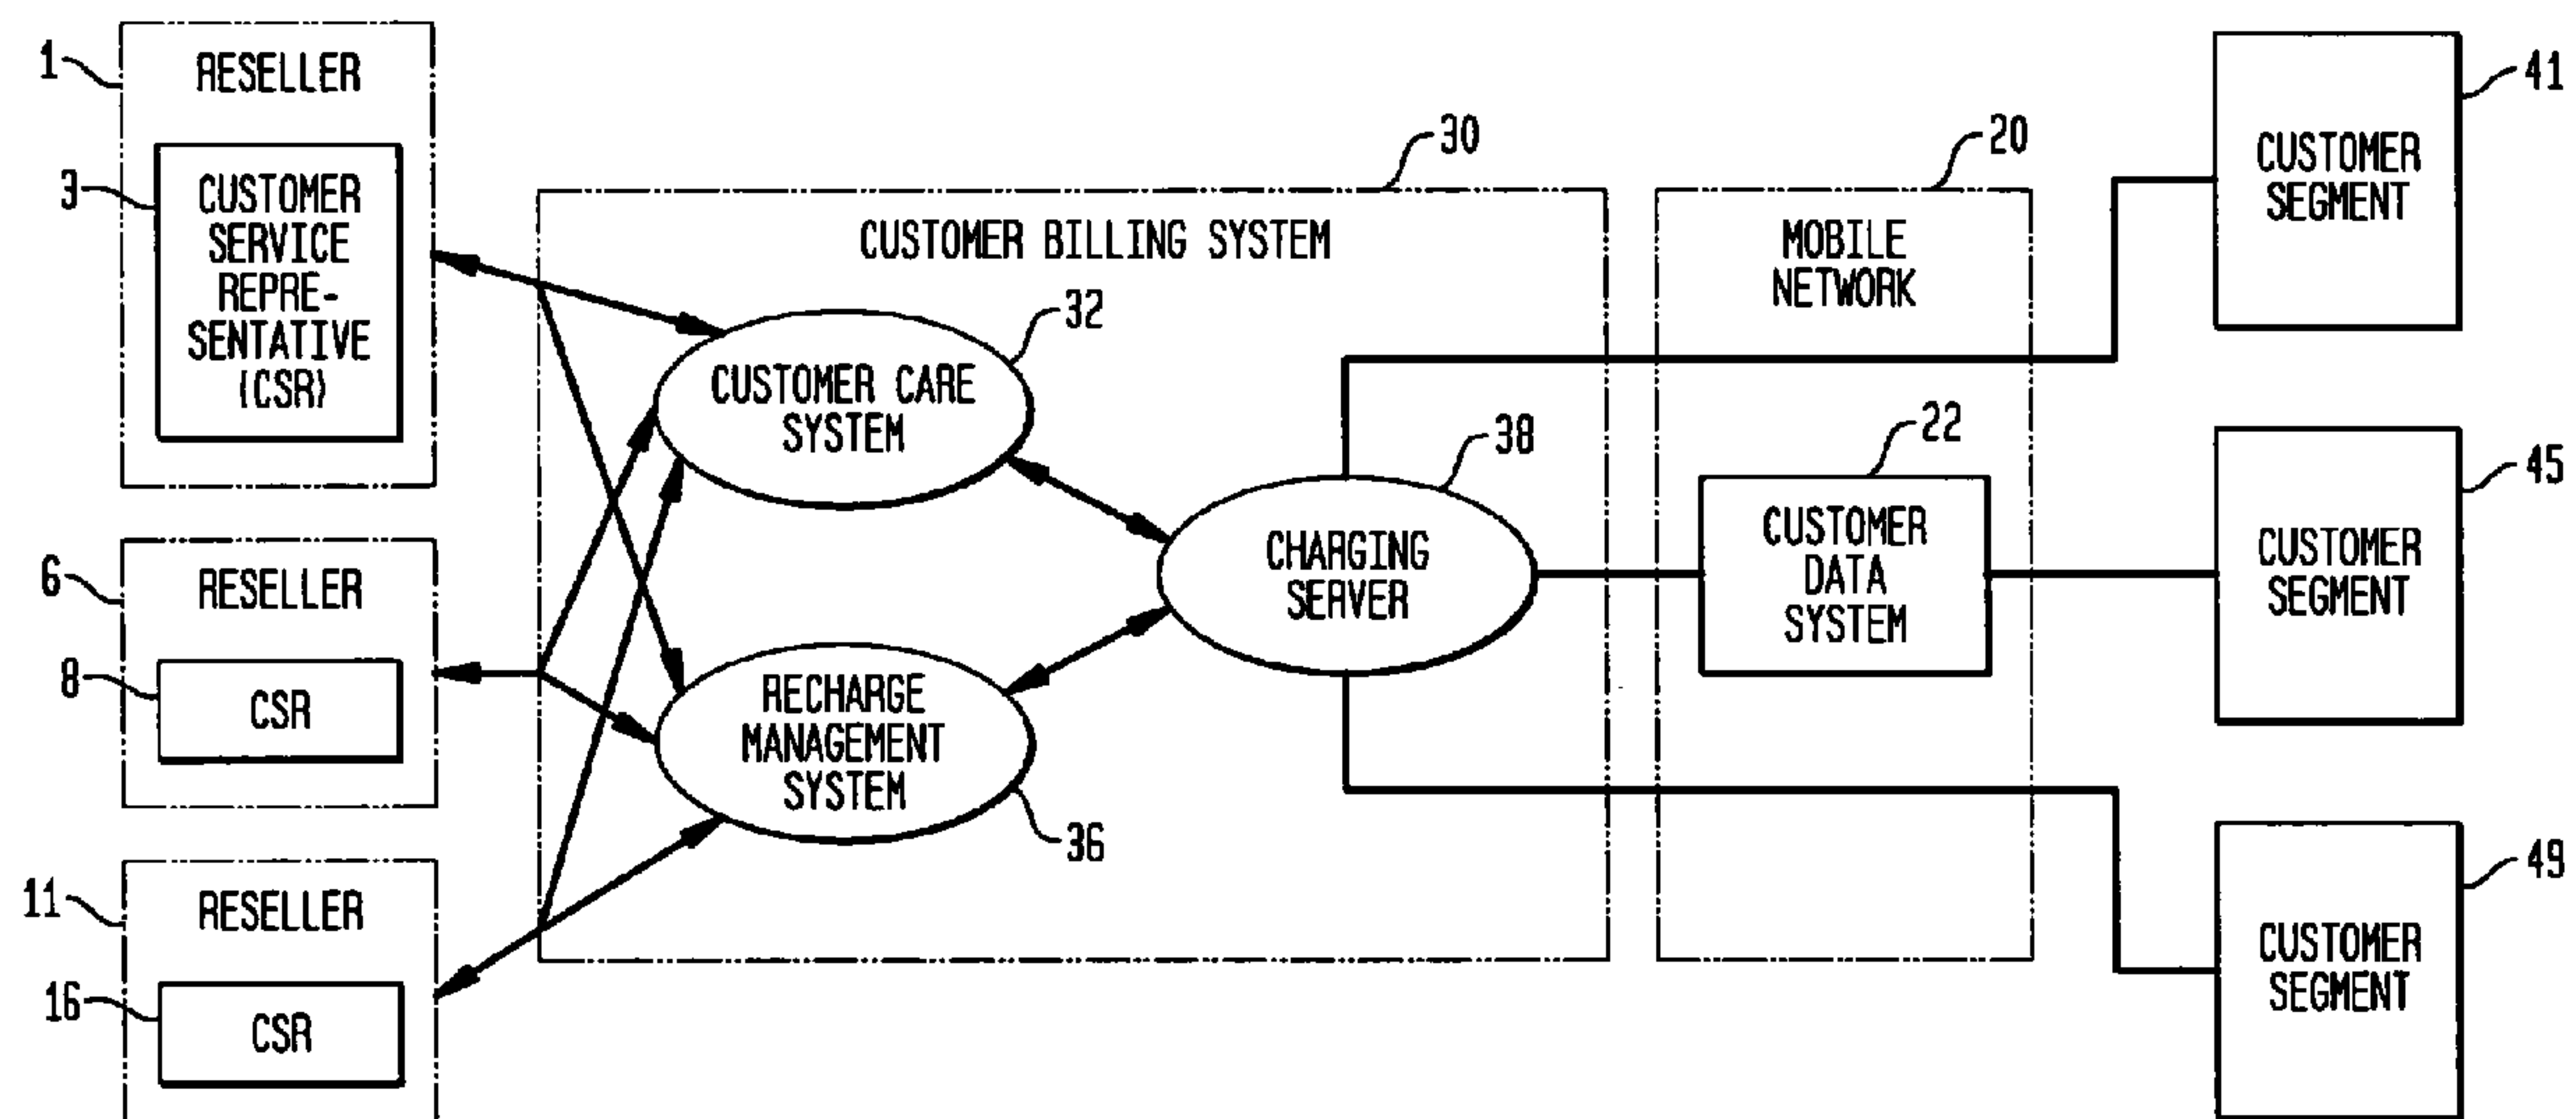 1
RESELLER
3
CUSTOMER
SERVICE
REPRE-
SENTATIVE
(CSR)
6
RESELLER
8
CSR
11
RESELLER
16
CSR
30
CUSTOMER BILLING SYSTEM
32
CUSTOMER CARE
SYSTEM
RECHARGE
MANAGEMENT
SYSTEM
36
38
CHARGING
SERVER
20
MOBILE
NETWORK
22
CUSTOMER
DATA
SYSTEM
41
CUSTOMER
SEGMENT
45
CUSTOMER
SEGMENT
49
CUSTOMER
SEGMENT